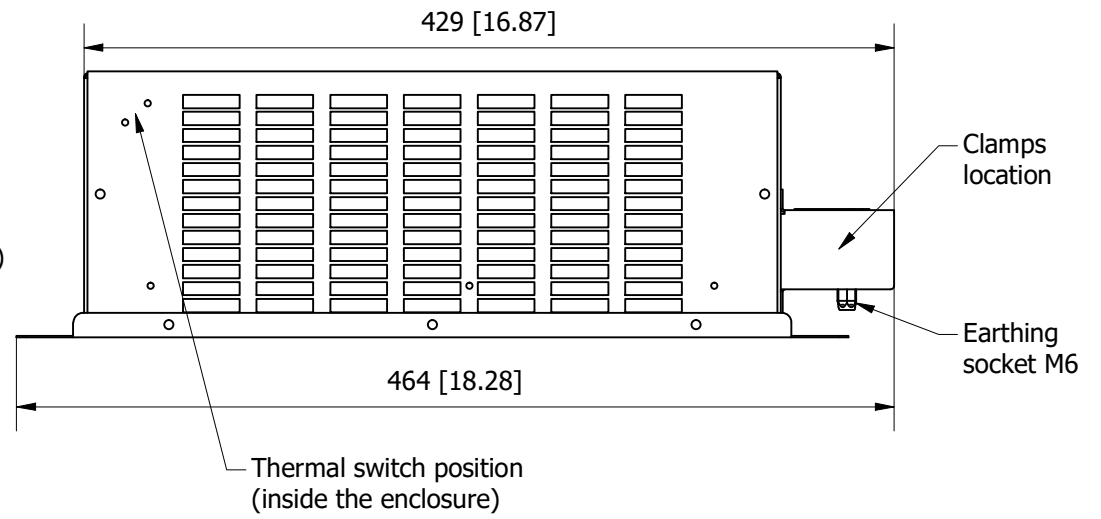 429 [16.87]
Clamps
location
)
Earthing
socket M6
464 [18.28]
Thermal switch position
(inside the enclosure)